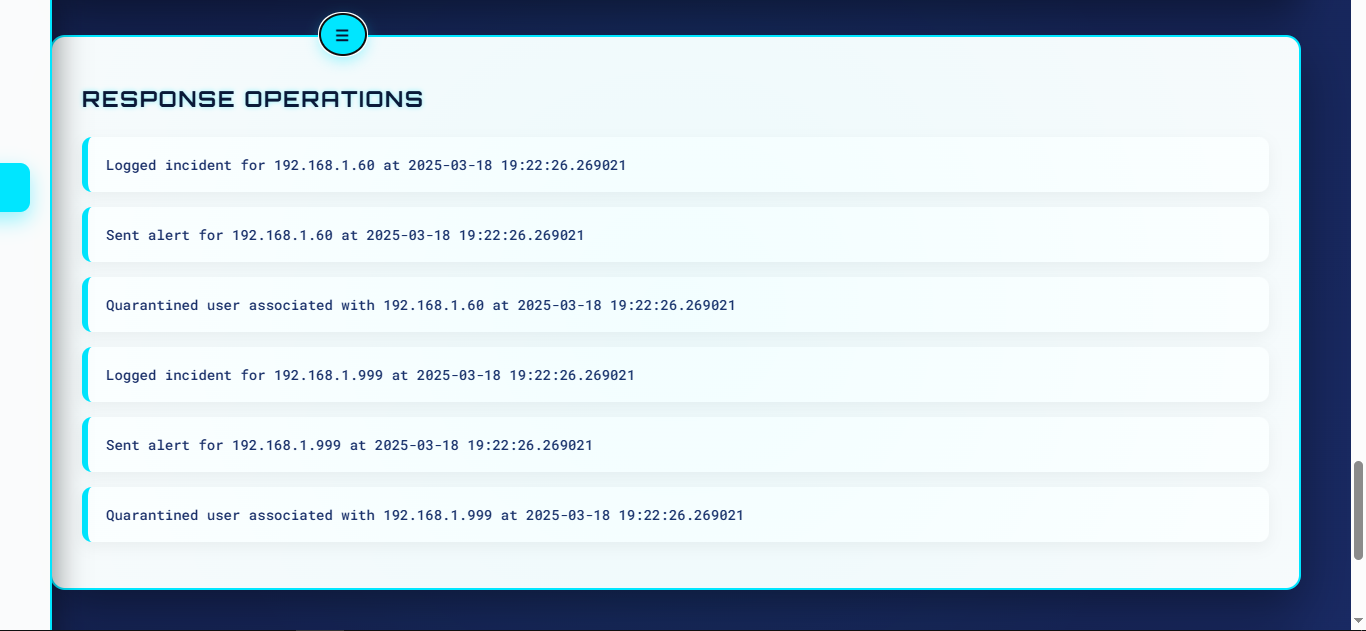 ☰
RESPONSE OPERATIONS
Logged incident for 192.168.1.60 at 2025-03-18 19:22:26.269021
Sent alert for 192.168.1.60 at 2025-03-18 19:22:26.269021
Quarantined user associated with 192.168.1.60 at 2025-03-18 19:22:26.269021
Logged incident for 192.168.1.999 at 2025-03-18 19:22:26.269021
Sent alert for 192.168.1.999 at 2025-03-18 19:22:26.269021
Quarantined user associated with 192.168.1.999 at 2025-03-18 19:22:26.269021